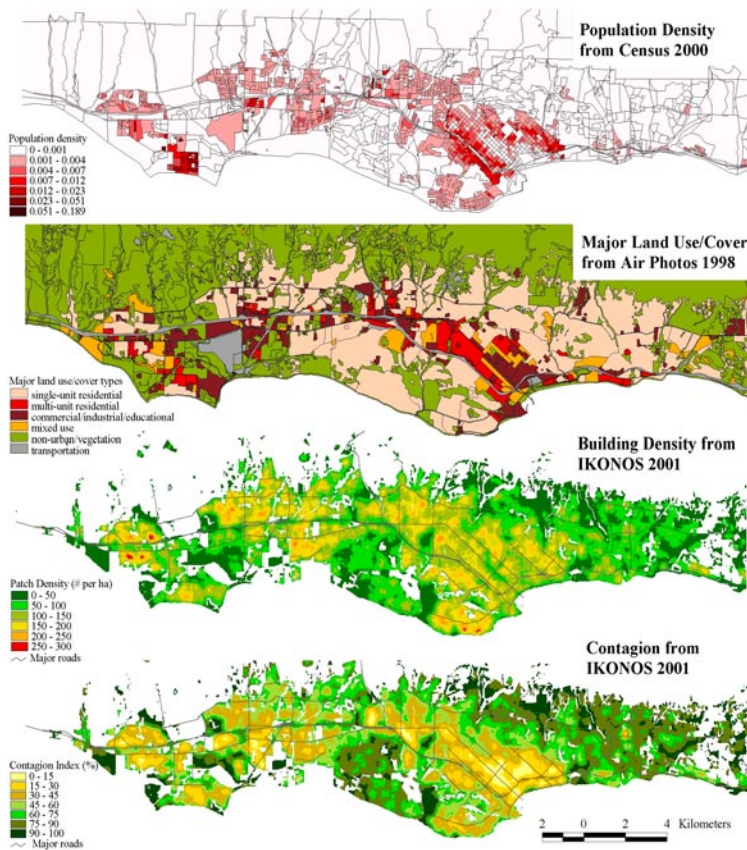 Population Density
from Census 2000
Population density
0 - 0.001
0.001 - 0.004
0.004 - 0.007
0.007 - 0.012
0.012 - 0.023
0.023 - 0.051
0.051 - 0.189
Major Land Use/Cover
from Air Photos 1998
Major land use/cover types
single-unit residential
multi-unit residential
commercial/industrial/educational
mixed use
non-urban/vegetation
transportation
Building Density from
IKONOS 2001
Patch Density (# per ha)
0 - 50
50 - 100
100 - 150
150 - 200
200 - 250
250 - 300
Major roads
Contagion from
IKONOS 2001
Contagion Index (%)
0 - 15
15 - 30
30 - 45
45 - 60
60 - 75
75 - 90
90 - 100
Major roads
2 0 2 4 Kilometers